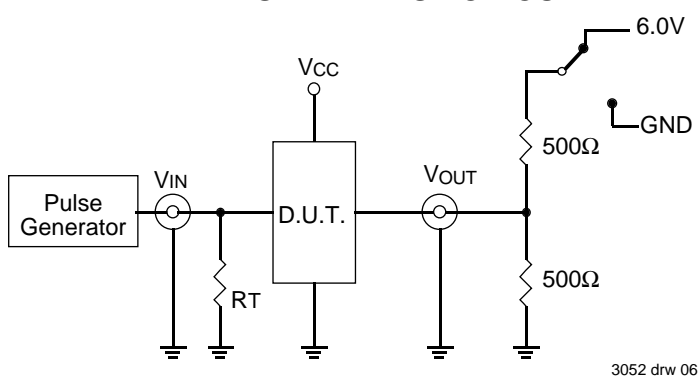 6.0V
VCC
GND
500Ω
VIN
VOUT
Pulse
Generator
D.U.T.
500Ω
RT
3052 drw 06